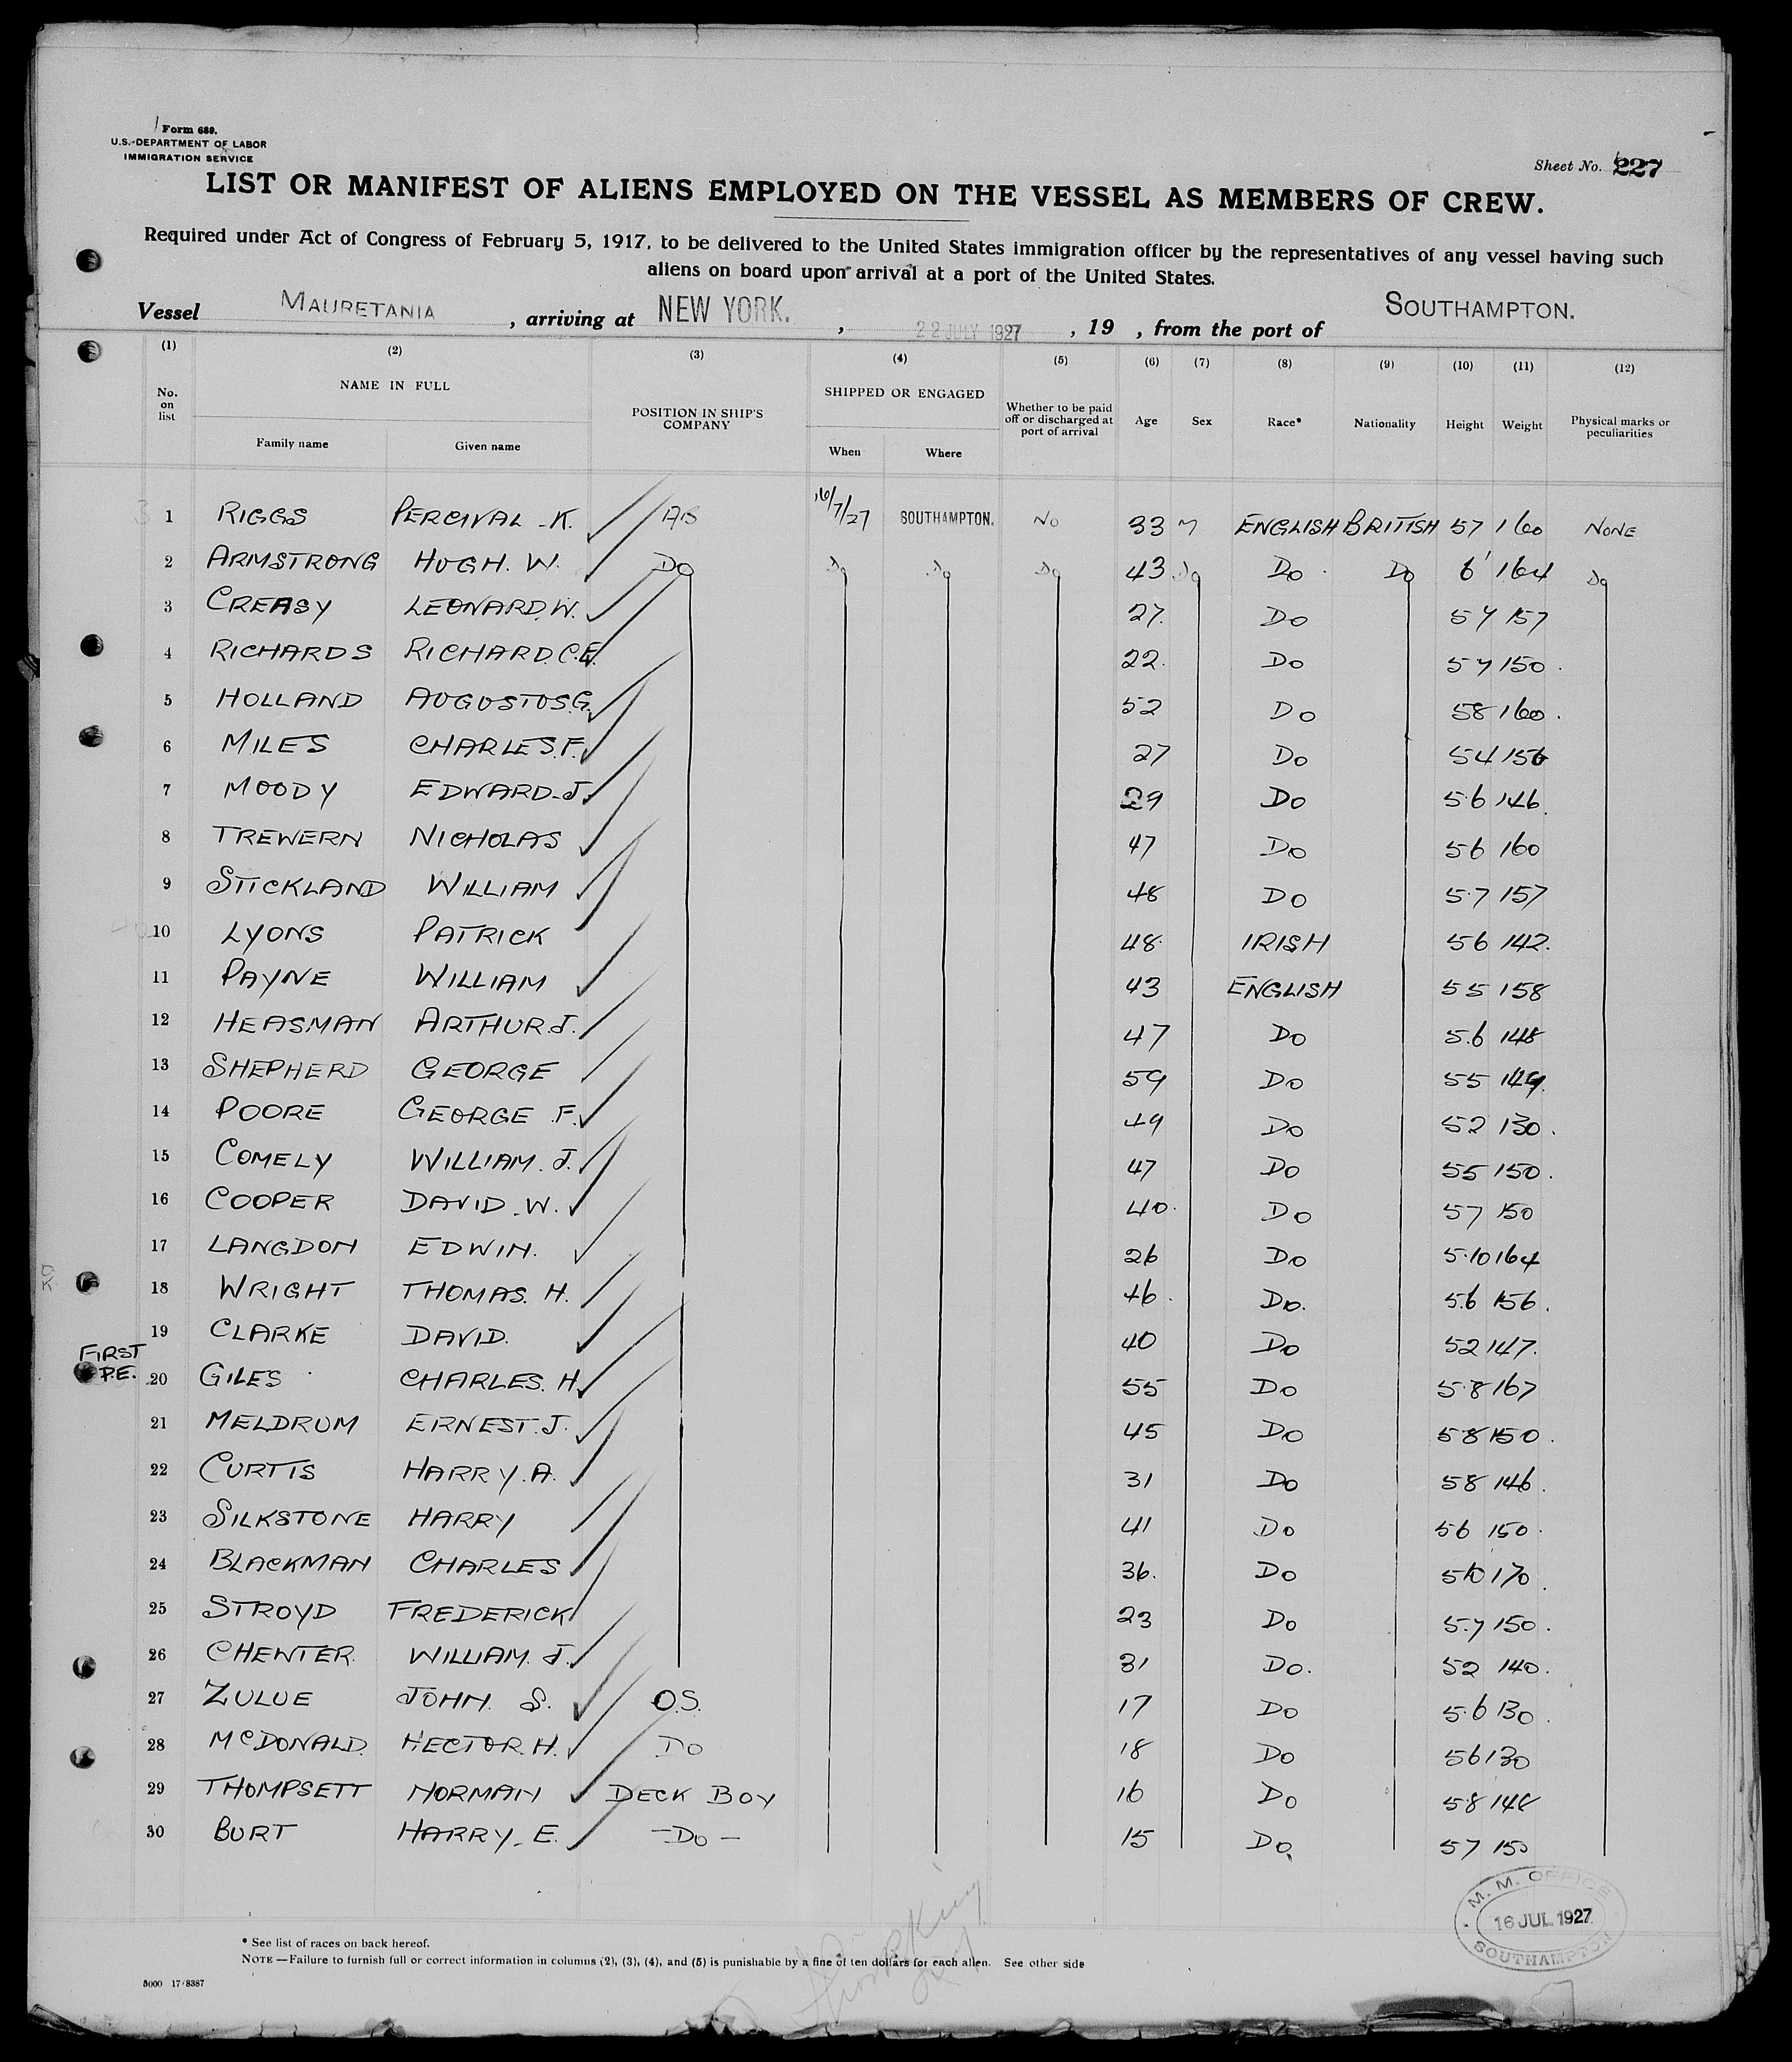 Form 689.
U.S. DEPARTMENT OF LABOR
IMMIGRATION SERVICE
Sheet No. 227
LIST OR MANIFEST OF ALIENS EMPLOYED ON THE VESSEL AS MEMBERS OF CREW.
Required under Act of Congress of February 5, 1917, to be delivered to the United States immigration officer by the representatives of any vessel having such
aliens on board upon arrival at a port of the United States.
Vessel MAURETANIA , arriving at NEW YORK. , 22 JULY 1927 , 19 , from the port of SOUTHAMPTON.
(1) (2) (3) (4) (5) (6) (7) (8) (9) (10) (11) (12)
No. on list NAME IN FULL Family name Given name POSITION IN SHIP'S COMPANY SHIPPED OR ENGAGED When Where Whether to be paid off or discharged at port of arrival Age Sex Race* Nationality Height Weight Physical marks or peculiarities
1 RIGGS PERCIVAL K. AB 16/7/27 SOUTHAMPTON. NO 33 M ENGLISH BRITISH 57 160 NONE
2 ARMSTRONG HUGH. W. DO DO DO DO 43 DO DO DO 6' 164 DO
3 CREASY LEONARD. W. 27. DO 57 157
4 RICHARDS RICHARD. C.E. 22. DO 57 150.
5 HOLLAND AUGUSTUS. G. 52 DO 58 160.
6 MILES CHARLES. F. 27 DO 54 156
7 MOODY EDWARD. J. 29 DO 5.6 146.
8 TREWERN NICHOLAS 47 DO 56 160
9 STICKLAND WILLIAM 48 DO 5.7 157
10 LYONS PATRICK 48. IRISH 56 142.
11 PAYNE WILLIAM 43 ENGLISH 55 158
12 HEASMAN ARTHUR J. 47 DO 5.6 148
13 SHEPHERD GEORGE 59 DO 55 149.
14 POORE GEORGE F. 49 DO 52 130.
15 COMELY WILLIAM. J. 47 DO 55 150.
16 COOPER DAVID. W. 40. DO 57 150
17 LANGDON EDWIN. 26 DO 5.10 164
18 WRIGHT THOMAS. H. 46. DO. 56 156.
19 CLARKE DAVID. 40 DO 52 147.
FIRST
P.E. 20 GILES CHARLES. H. 55 DO 5.8 167
21 MELDRUM ERNEST. J. 45 DO 58 150.
22 CURTIS HARRY. A. 31 DO 58 146.
23 SILKSTONE HARRY 41 DO 56 150.
24 BLACKMAN CHARLES 36. DO 510 170.
25 STROYD FREDERICK 23 DO 5.7 150.
26 CHENTER. WILLIAM. J. 31 DO. 52 140.
27 ZULUE JOHN S. O.S. 17 DO 5.6 130.
28 McDONALD. HECTOR. H. DO 18 DO 56 130
29 THOMPSETT NORMAN DECK BOY 16 DO 58 148
30 BURT HARRY. E. -DO- 15 DO. 57 150
M. M. OFFICE
16 JUL 1927
SOUTHAMPTON
* See list of races on back hereof.
NOTE —Failure to furnish full or correct information in columns (2), (3), (4), and (5) is punishable by a fine of ten dollars for each alien. See other side
5000 17/8387